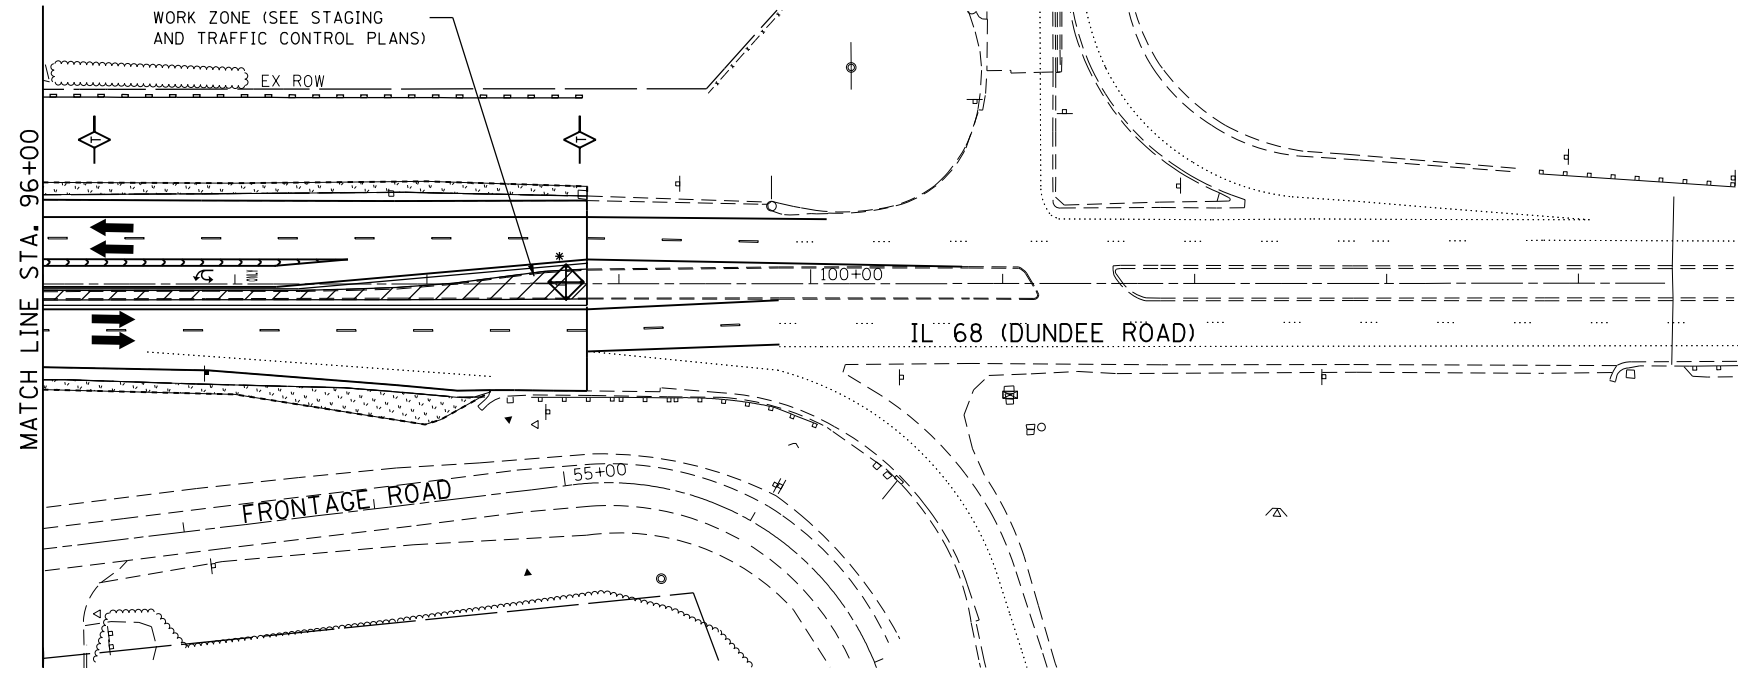 WORK ZONE (SEE STAGING
AND TRAFFIC CONTROL PLANS)
EX ROW
MATCH LINE STA. 96+00
T
T
100+00
IL 68 (DUNDEE ROAD)
55+00
FRONTAGE ROAD